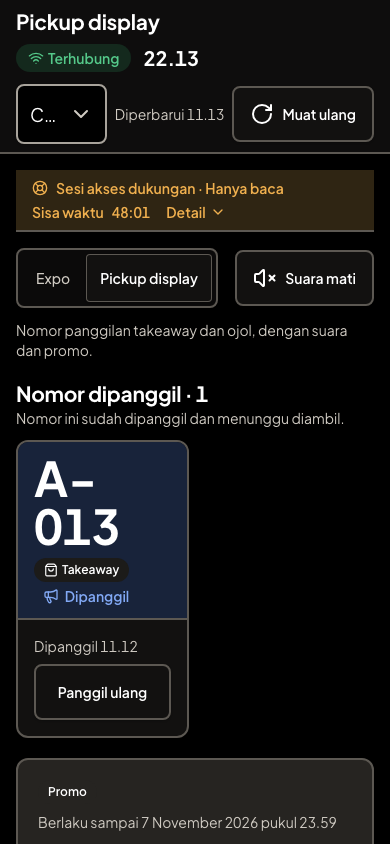 Pickup display
Terhubung 22.13
C… Diperbarui 11.13 Muat ulang
Sesi akses dukungan · Hanya baca
Sisa waktu 48:01 Detail
Expo Pickup display Suara mati
Nomor panggilan takeaway dan ojol, dengan suara
dan promo.
Nomor dipanggil · 1
Nomor ini sudah dipanggil dan menunggu diambil.
A-
013
Takeaway
Dipanggil
Dipanggil 11.12
Panggil ulang
Promo
Berlaku sampai 7 November 2026 pukul 23.59